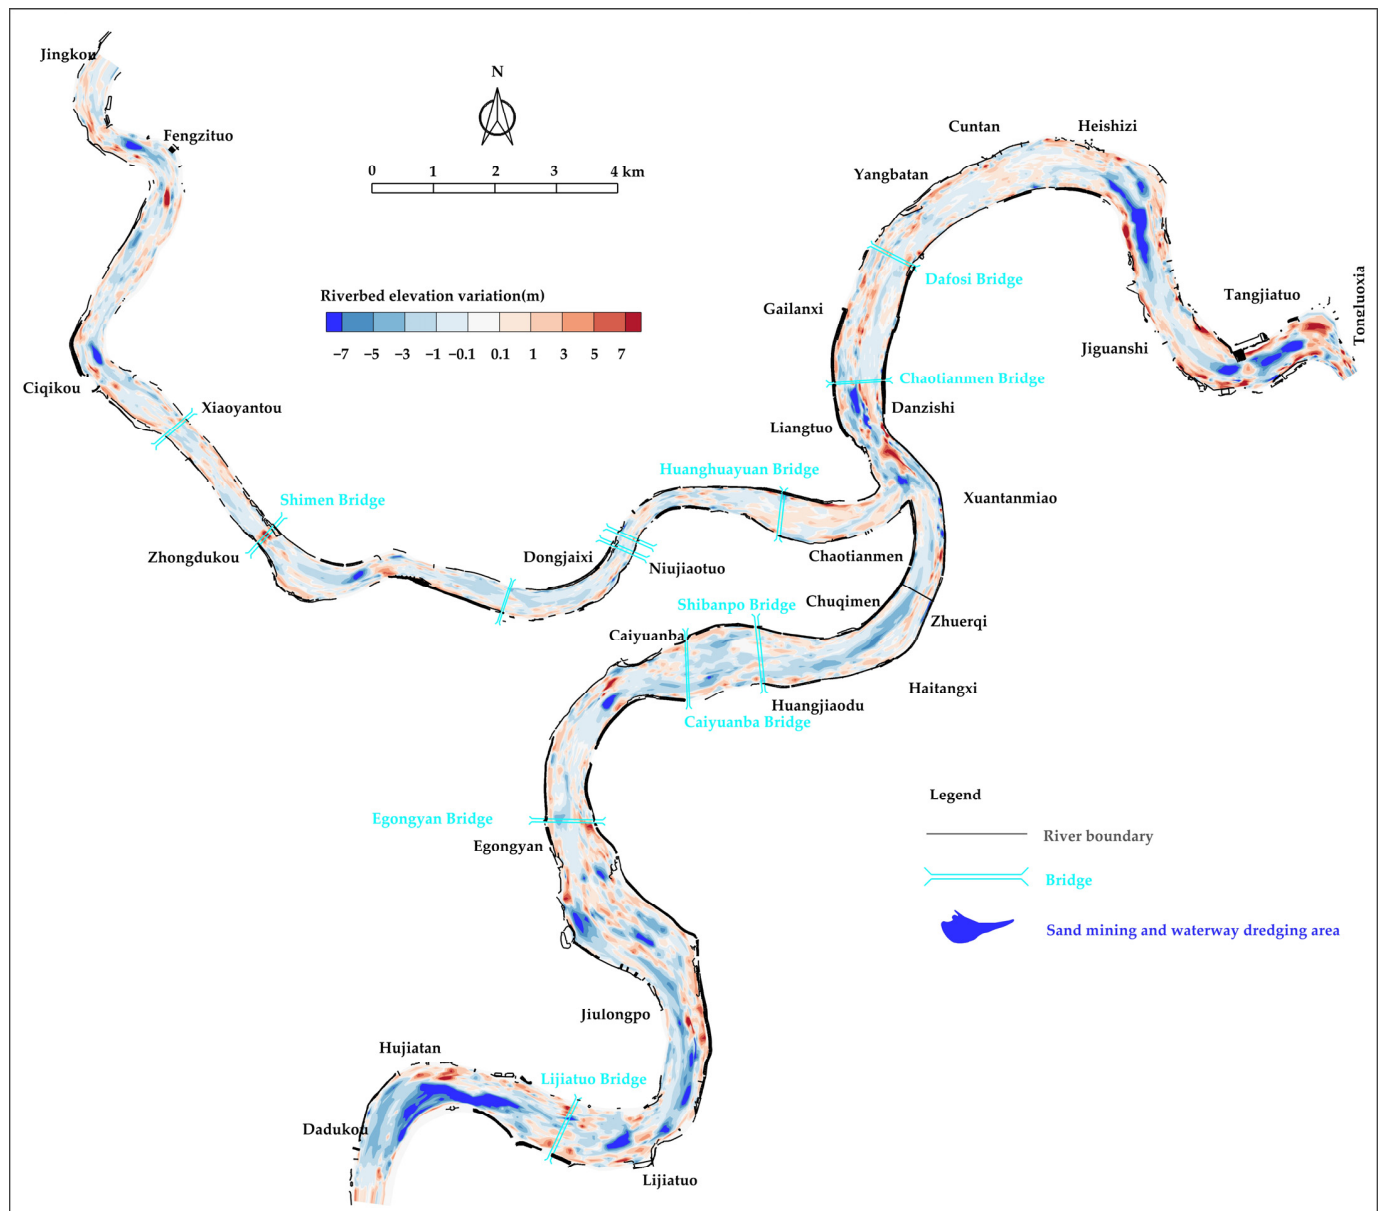 Jingkou
Fengzituo
N
0 1 2 3 4 km
Cuntan
Heishizi
Yangbatan
Dafosi Bridge
Tangjiatuo
Tongluoxia
Riverbed elevation variation(m)
−7 −5 −3 −1 −0.1 0.1 1 3 5 7
Gailanxi
Jiguanshi
Ciqikou
Xiaoyantou
Chaotianmen Bridge
Danzishi
Liangtuo
Huanghuayuan Bridge
Shimen Bridge
Xuantanmiao
Zhongdukou
Dongjaixi
Niujiaotuo
Chaotianmen
Chuqimen
Shibanpo Bridge
Zhuerqi
Caiyuanba
Haitangxi
Huangjiaodu
Caiyuanba Bridge
Egongyan Bridge
Egongyan
Legend
River boundary
Bridge
Sand mining and waterway dredging area
Jiulongpo
Hujiatan
Lijiatuo Bridge
Dadukou
Lijiatuo